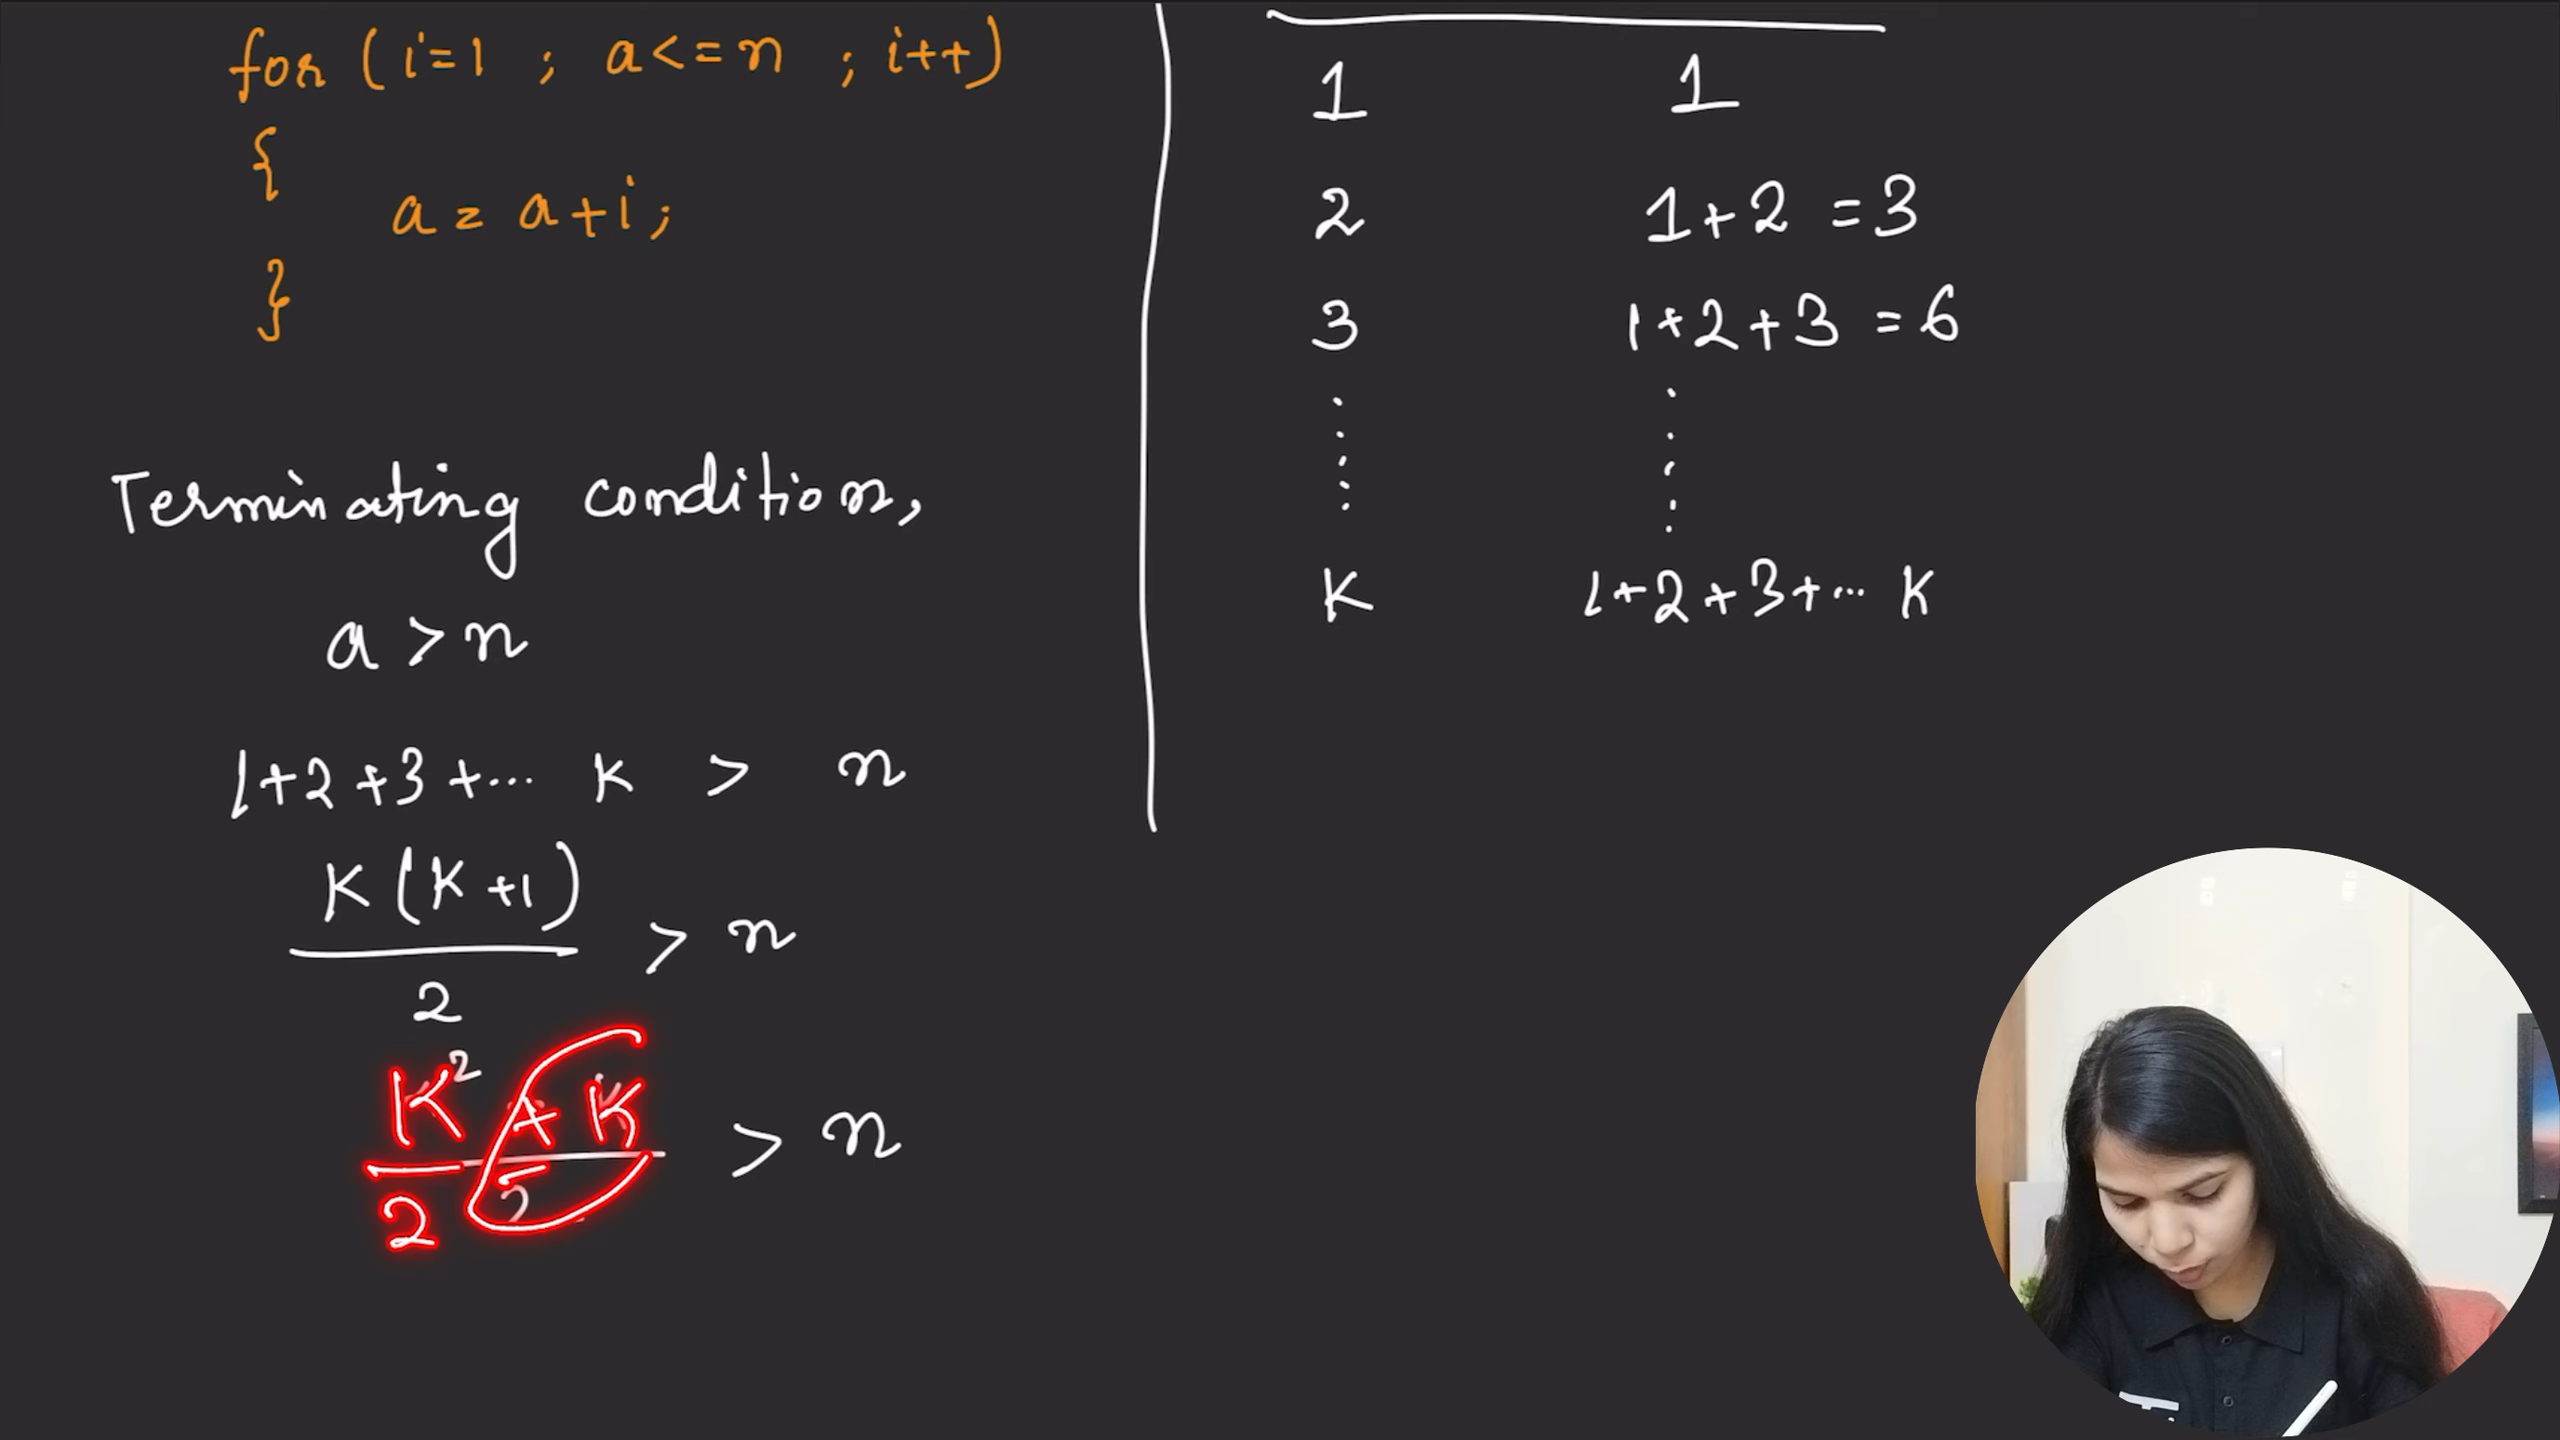 for (i=1 ; a<=n ; i++)
{
a = a+i;
}
Terminating condition,
a > n
1+2+3+... K > n
K(K+1)
> n
2
K² + K
> n
2 2
1 1
2 1+2 =3
3 1+2+3 =6
K 1+2+3+... K